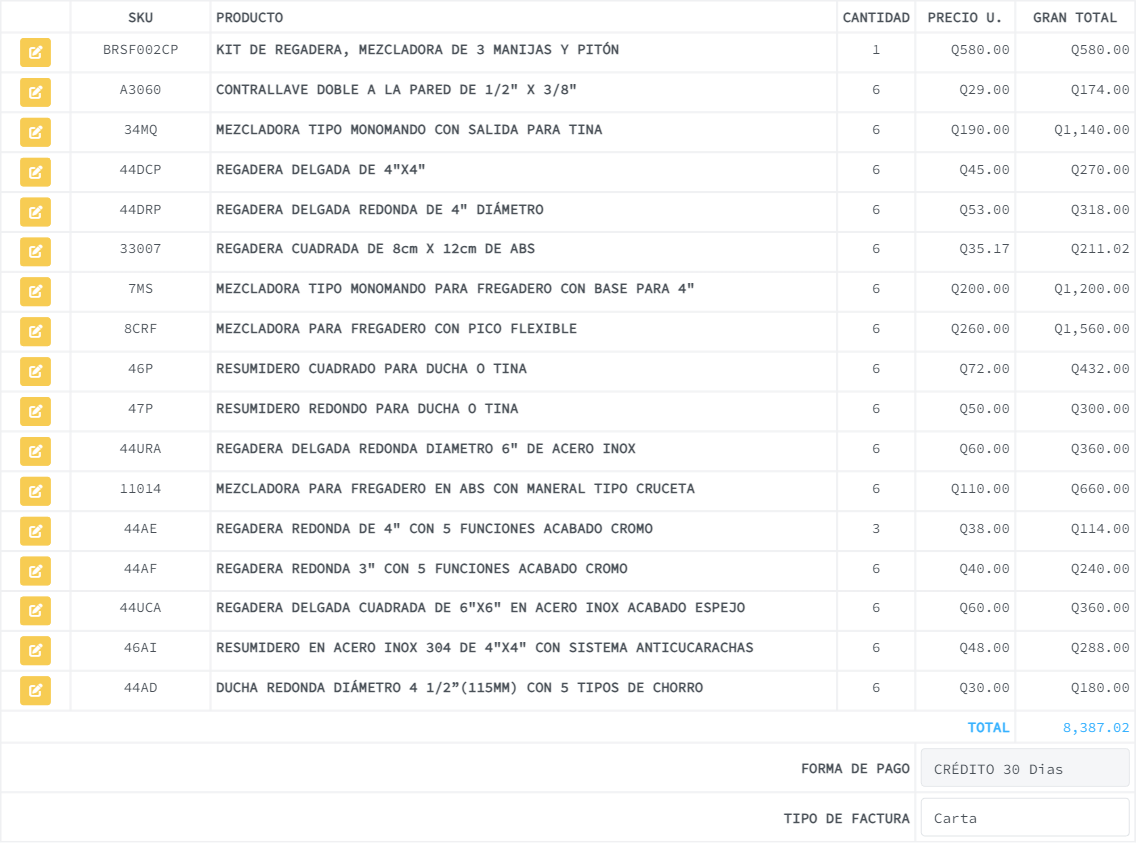 SKU PRODUCTO CANTIDAD PRECIO U. GRAN TOTAL
BRSF002CP KIT DE REGADERA, MEZCLADORA DE 3 MANIJAS Y PITÓN 1 Q580.00 Q580.00
A3060 CONTRALLAVE DOBLE A LA PARED DE 1/2" X 3/8" 6 Q29.00 Q174.00
34MQ MEZCLADORA TIPO MONOMANDO CON SALIDA PARA TINA 6 Q190.00 Q1,140.00
44DCP REGADERA DELGADA DE 4"X4" 6 Q45.00 Q270.00
44DRP REGADERA DELGADA REDONDA DE 4" DIÁMETRO 6 Q53.00 Q318.00
33007 REGADERA CUADRADA DE 8cm X 12cm DE ABS 6 Q35.17 Q211.02
7MS MEZCLADORA TIPO MONOMANDO PARA FREGADERO CON BASE PARA 4" 6 Q200.00 Q1,200.00
8CRF MEZCLADORA PARA FREGADERO CON PICO FLEXIBLE 6 Q260.00 Q1,560.00
46P RESUMIDERO CUADRADO PARA DUCHA O TINA 6 Q72.00 Q432.00
47P RESUMIDERO REDONDO PARA DUCHA O TINA 6 Q50.00 Q300.00
44URA REGADERA DELGADA REDONDA DIAMETRO 6" DE ACERO INOX 6 Q60.00 Q360.00
11014 MEZCLADORA PARA FREGADERO EN ABS CON MANERAL TIPO CRUCETA 6 Q110.00 Q660.00
44AE REGADERA REDONDA DE 4" CON 5 FUNCIONES ACABADO CROMO 3 Q38.00 Q114.00
44AF REGADERA REDONDA 3" CON 5 FUNCIONES ACABADO CROMO 6 Q40.00 Q240.00
44UCA REGADERA DELGADA CUADRADA DE 6"X6" EN ACERO INOX ACABADO ESPEJO 6 Q60.00 Q360.00
46AI RESUMIDERO EN ACERO INOX 304 DE 4"X4" CON SISTEMA ANTICUCARACHAS 6 Q48.00 Q288.00
44AD DUCHA REDONDA DIÁMETRO 4 1/2”(115MM) CON 5 TIPOS DE CHORRO 6 Q30.00 Q180.00
TOTAL 8,387.02
FORMA DE PAGO CRÉDITO 30 Dias
TIPO DE FACTURA Carta